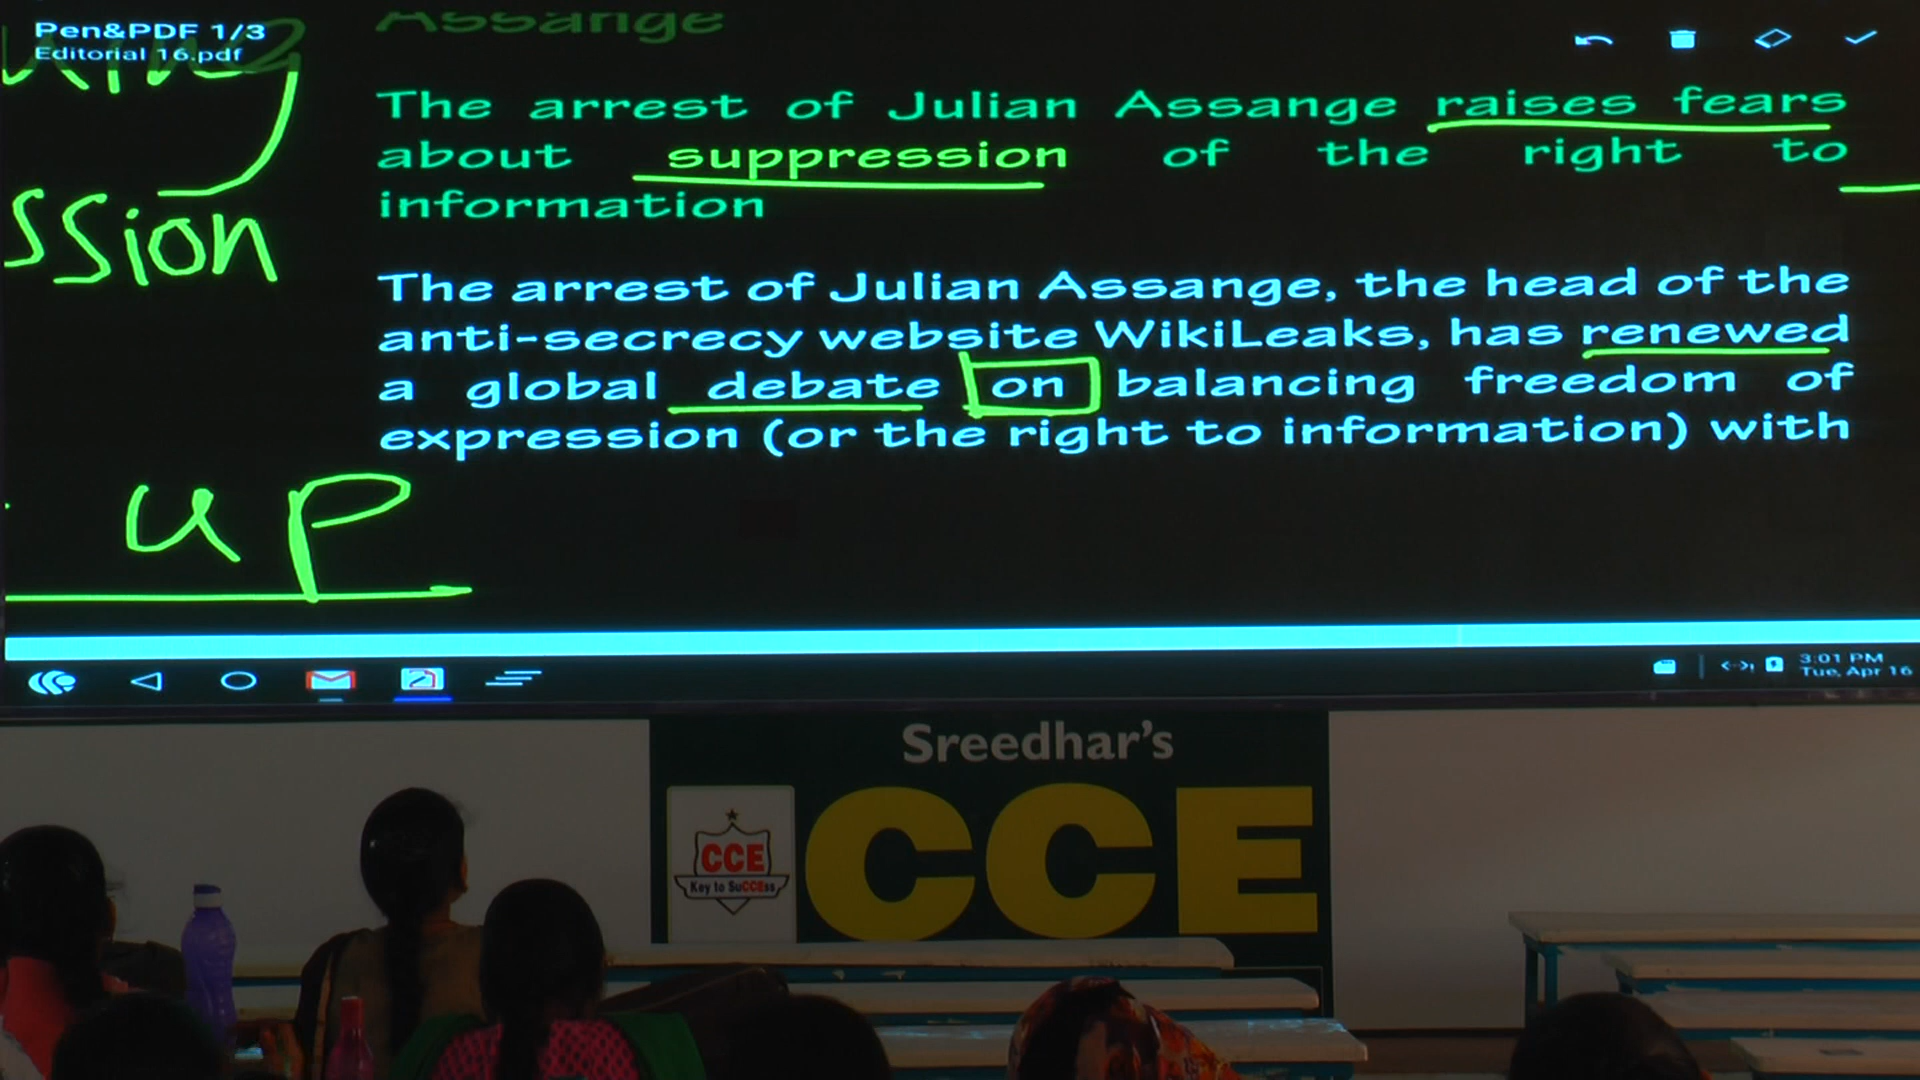 Pen&PDF 1/3
Editorial 16.pdf
Assange
The arrest of Julian Assange raises fears
about suppression of the right to
information
ssion
The arrest of Julian Assange, the head of the
anti-secrecy website WikiLeaks, has renewed
a global debate on balancing freedom of
expression (or the right to information) with
up
3:01 PM
Tue, Apr 16
Sreedhar's
CCE
CCE
Key to SuCCEss